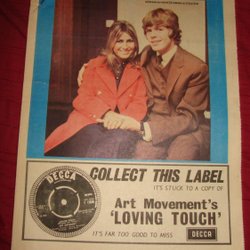 COLLECT THIS LABEL
IT'S STUCK TO A COPY OF
Art Movement's
'LOVING TOUCH'
IT'S FAR TOO GOOD TO MISS
DECCA
DECCA